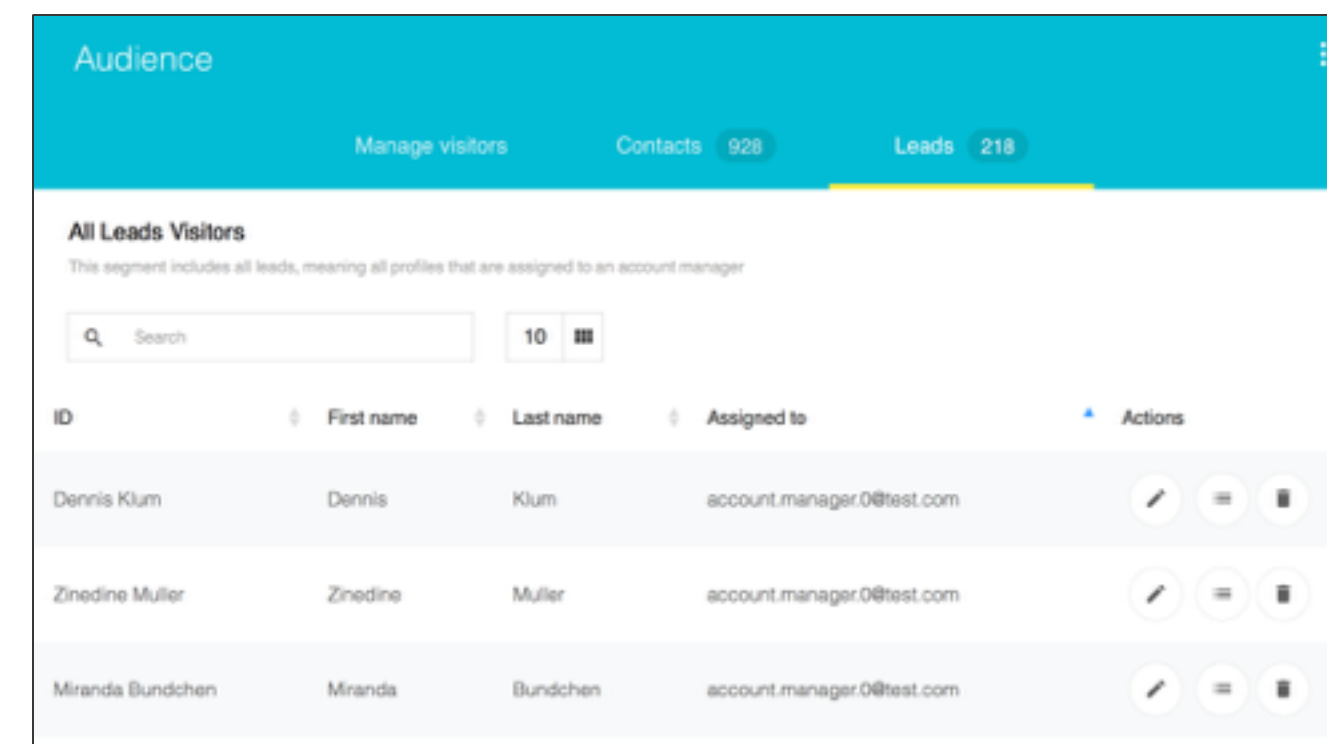 Audience
Manage visitors Contacts 928 Leads 218
All Leads Visitors
This segment includes all leads, meaning all profiles that are assigned to an account manager
Search 10
ID First name Last name Assigned to Actions
Dennis Klum Dennis Klum account.manager.0@test.com
Zinedine Muller Zinedine Muller account.manager.0@test.com
Miranda Bundchen Miranda Bundchen account.manager.0@test.com